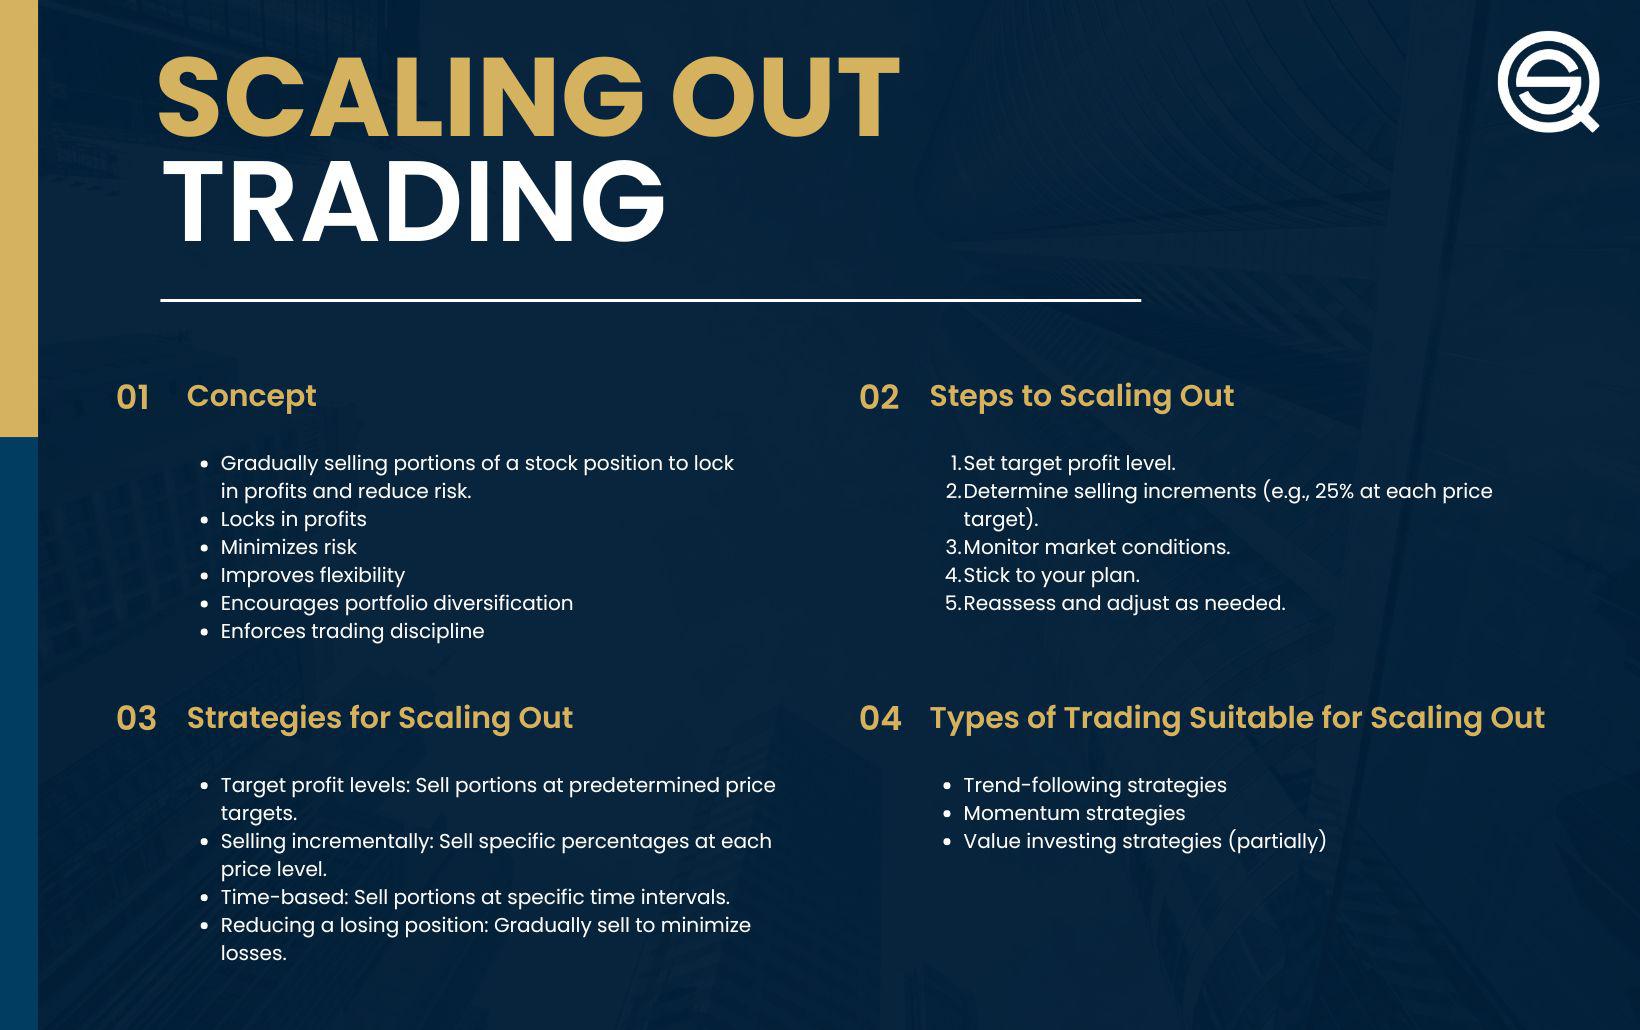 SCALING OUT
TRADING
01 Concept
• Gradually selling portions of a stock position to lock
in profits and reduce risk.
• Locks in profits
• Minimizes risk
• Improves flexibility
• Encourages portfolio diversification
• Enforces trading discipline
02 Steps to Scaling Out
1. Set target profit level.
2. Determine selling increments (e.g., 25% at each price
target).
3. Monitor market conditions.
4. Stick to your plan.
5. Reassess and adjust as needed.
03 Strategies for Scaling Out
• Target profit levels: Sell portions at predetermined price
targets.
• Selling incrementally: Sell specific percentages at each
price level.
• Time-based: Sell portions at specific time intervals.
• Reducing a losing position: Gradually sell to minimize
losses.
04 Types of Trading Suitable for Scaling Out
• Trend-following strategies
• Momentum strategies
• Value investing strategies (partially)